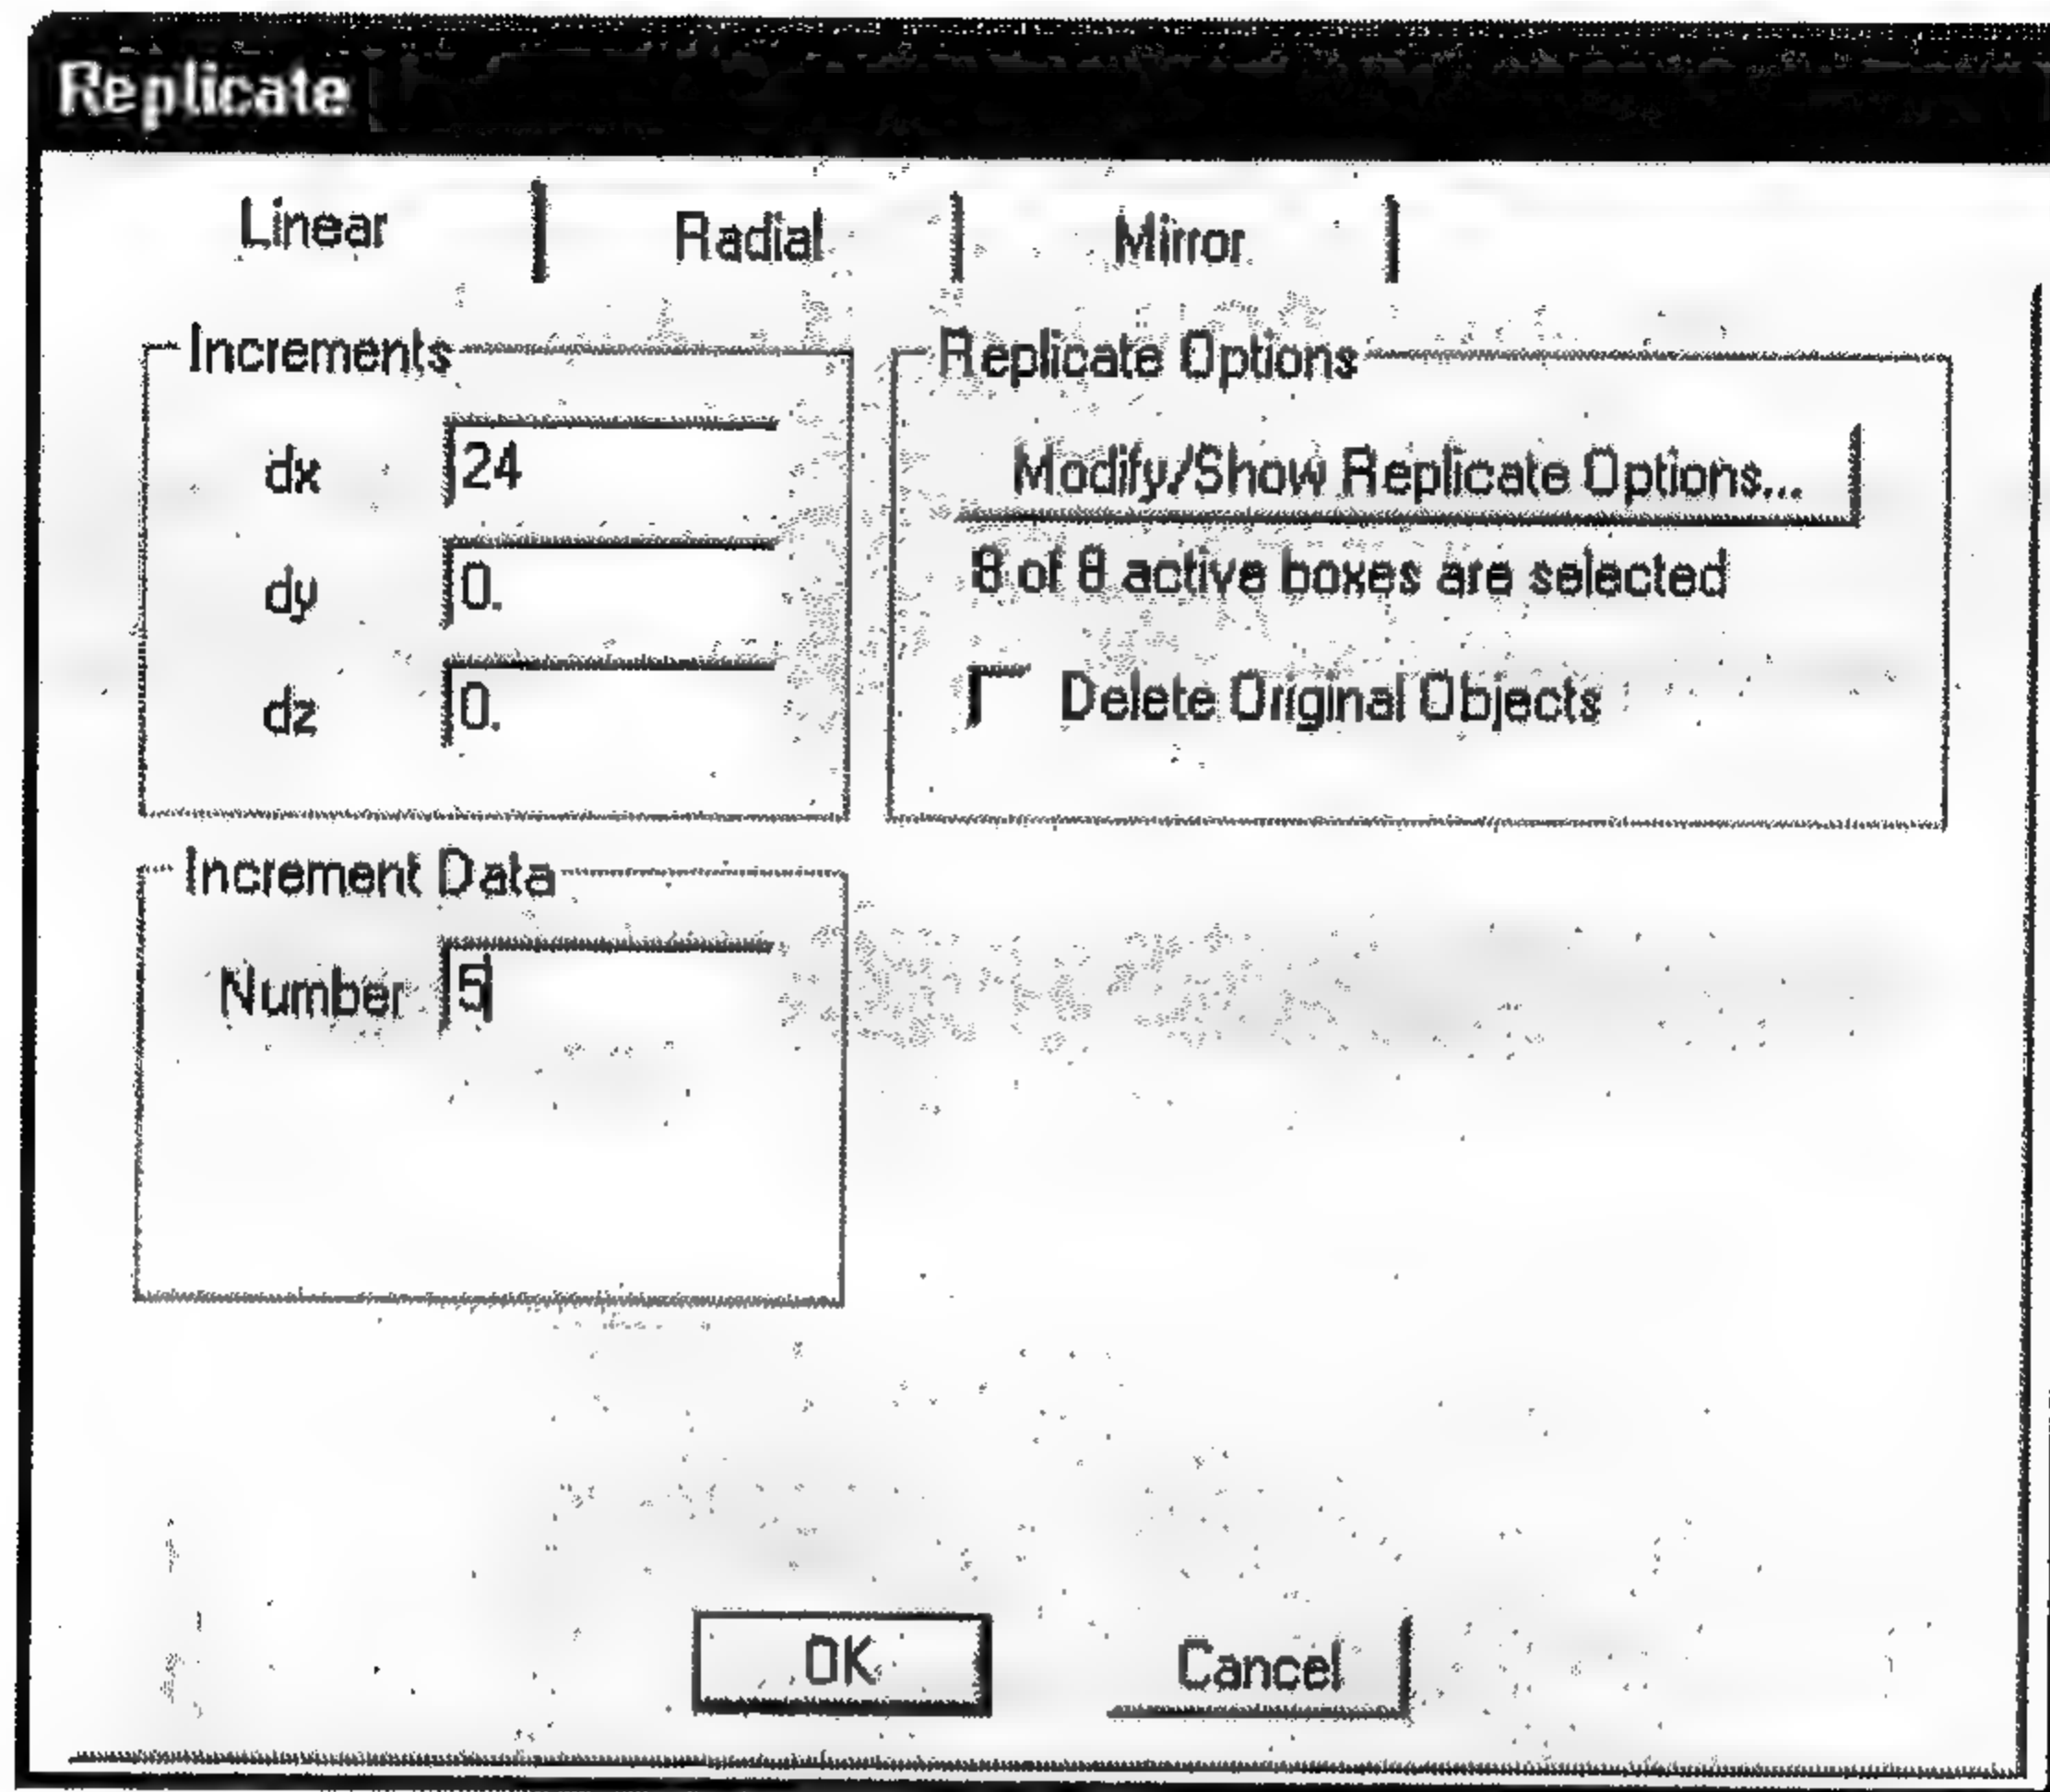 Replicate
Linear Radial Mirror
Increments
dx 24
dy 0.
dz 0.
Replicate Options
Modify/Show Replicate Options...
8 of 8 active boxes are selected
Delete Original Objects
Increment Data
Number 5
OK Cancel